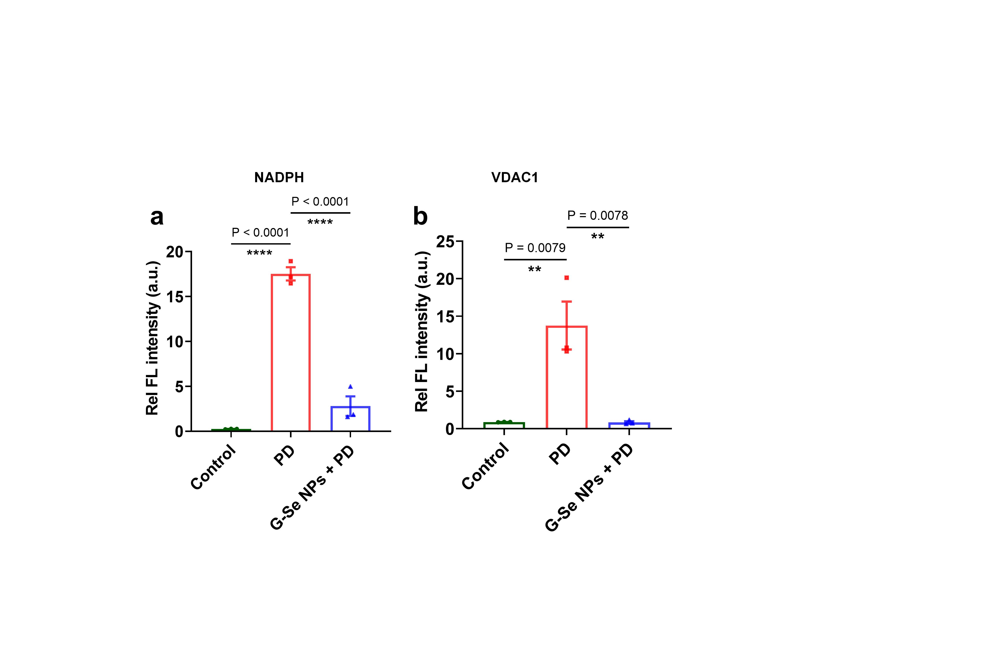 NADPH
a
P < 0.0001
****
P < 0.0001
****
Rel FL intensity (a.u.)
20
15
10
5
0
Control
PD
G-Se NPs + PD
VDAC1
b
P = 0.0078
**
P = 0.0079
**
Rel FL intensity (a.u.)
25
20
15
10
5
0
Control
PD
G-Se NPs + PD